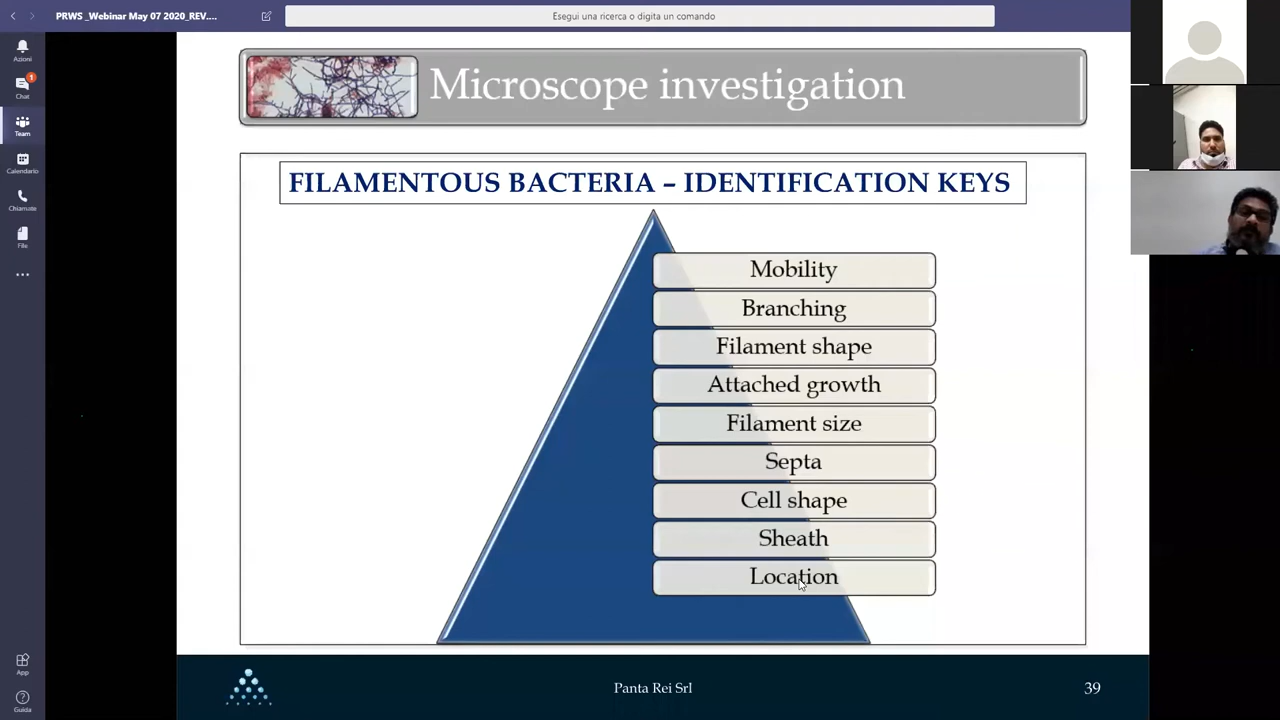 PRWS _Webinar May 07 2020_REV....
Esegui una ricerca o digita un comando
Azioni
1
Chat
Team
Calendario
Chiamate
File
App
Guida
Microscope investigation
FILAMENTOUS BACTERIA – IDENTIFICATION KEYS
Mobility
Branching
Filament shape
Attached growth
Filament size
Septa
Cell shape
Sheath
Location
Panta Rei Srl
39